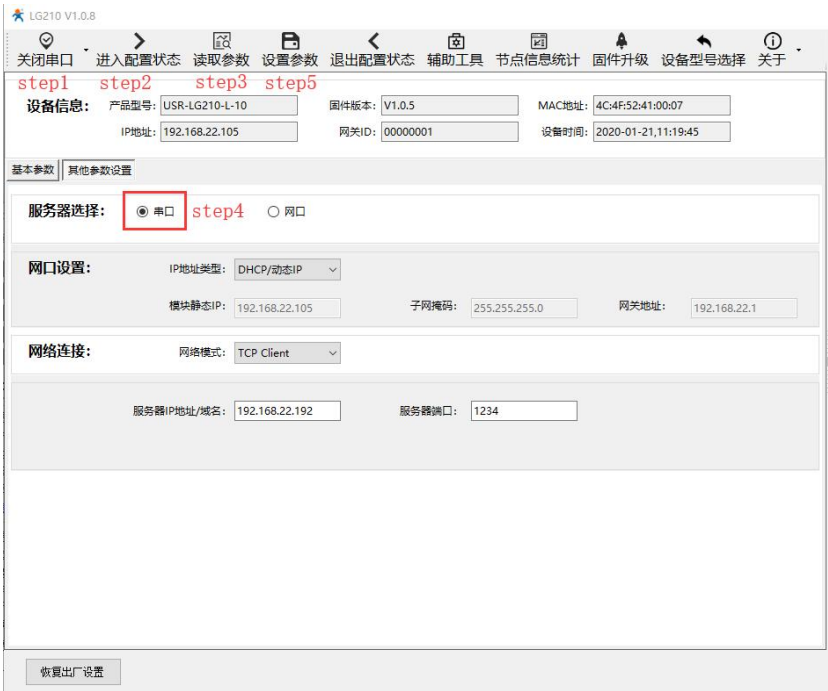 LG210 V1.0.8
关闭串口 进入配置状态 读取参数 设置参数 退出配置状态 辅助工具 节点信息统计 固件升级 设备型号选择 关于
step1 step2 step3 step5
设备信息: 产品型号: USR-LG210-L-10 固件版本: V1.0.5 MAC地址: 4C:4F:52:41:00:07
IP地址: 192.168.22.105 网关ID: 00000001 设备时间: 2020-01-21,11:19:45
基本参数 其他参数设置
服务器选择: 串口 step4 网口
网口设置: IP地址类型: DHCP/动态IP
模块静态IP: 192.168.22.105 子网掩码: 255.255.255.0 网关地址: 192.168.22.1
网络连接: 网络模式: TCP Client
服务器IP地址/域名: 192.168.22.192 服务器端口: 1234
恢复出厂设置